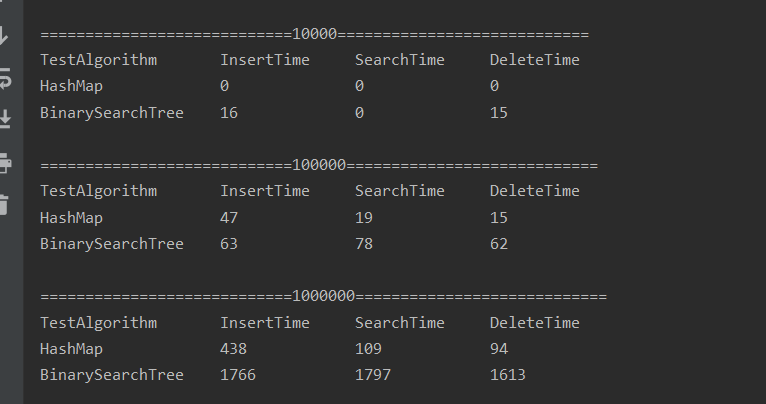 ============================10000============================
TestAlgorithm InsertTime SearchTime DeleteTime
HashMap 0 0 0
BinarySearchTree 16 0 15
============================100000============================
TestAlgorithm InsertTime SearchTime DeleteTime
HashMap 47 19 15
BinarySearchTree 63 78 62
============================1000000============================
TestAlgorithm InsertTime SearchTime DeleteTime
HashMap 438 109 94
BinarySearchTree 1766 1797 1613